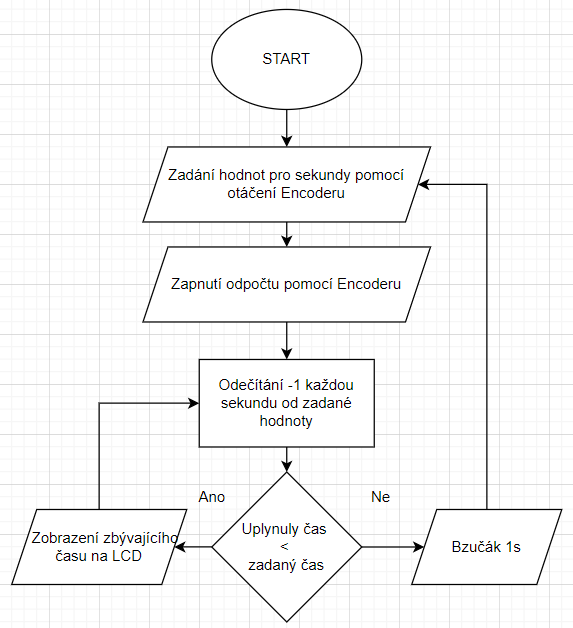 START
Zadání hodnot pro sekundy pomocí
otáčení Encoderu
Zapnutí odpočtu pomocí Encoderu
Odečítání -1 každou
sekundu od zadané
hodnoty
Ano
Ne
Uplynuly čas
<
zadaný čas
Zobrazení zbývajícího
času na LCD
Bzučák 1s